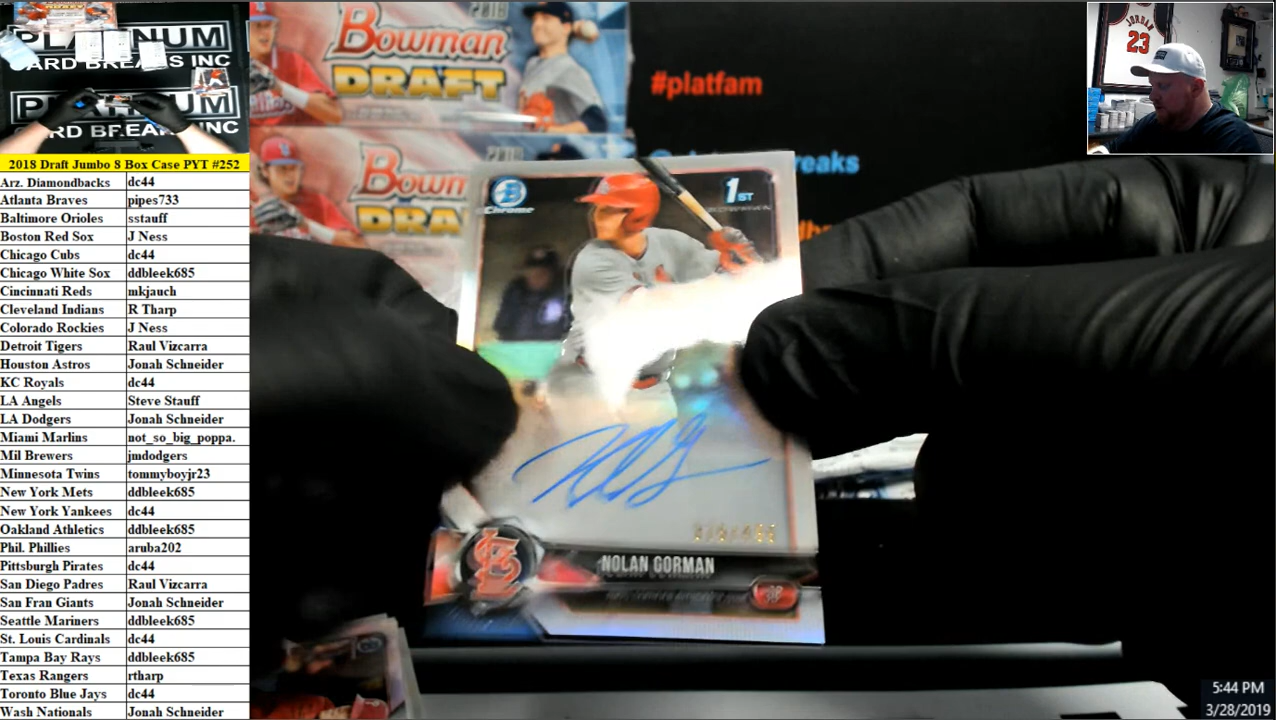 PLATINUM
CARD BREAKS INC
PLATINUM
CARD BREAKS INC
2018 Draft Jumbo 8 Box Case PYT #252
Arz. Diamondbacks dc44
Atlanta Braves pipes733
Baltimore Orioles sstauff
Boston Red Sox J Ness
Chicago Cubs dc44
Chicago White Sox ddbleek685
Cincinnati Reds mkjauch
Cleveland Indians R Tharp
Colorado Rockies J Ness
Detroit Tigers Raul Vizcarra
Houston Astros Jonah Schneider
KC Royals dc44
LA Angels Steve Stauff
LA Dodgers Jonah Schneider
Miami Marlins not_so_big_poppa.
Mil Brewers jmdodgers
Minnesota Twins tommyboyjr23
New York Mets ddbleek685
New York Yankees dc44
Oakland Athletics ddbleek685
Phil. Phillies aruba202
Pittsburgh Pirates dc44
San Diego Padres Raul Vizcarra
San Fran Giants Jonah Schneider
Seattle Mariners ddbleek685
St. Louis Cardinals dc44
Tampa Bay Rays ddbleek685
Texas Rangers rtharp
Toronto Blue Jays dc44
Wash Nationals Jonah Schneider
2018
Bowman
DRAFT
#platfam
2018
Bowm
DRA
reaks
Chrome
1ST
NOLAN GORMAN
JORDAN
23
5:44 PM
3/28/2019